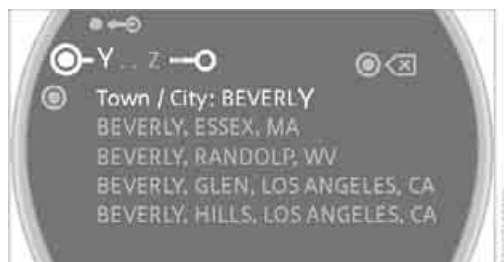 Y . . Z
Town / City: BEVERLY
BEVERLY, ESSEX, MA
BEVERLY, RANDOLP, WV
BEVERLY, GLEN, LOS ANGELES, CA
BEVERLY, HILLS, LOS ANGELES, CA